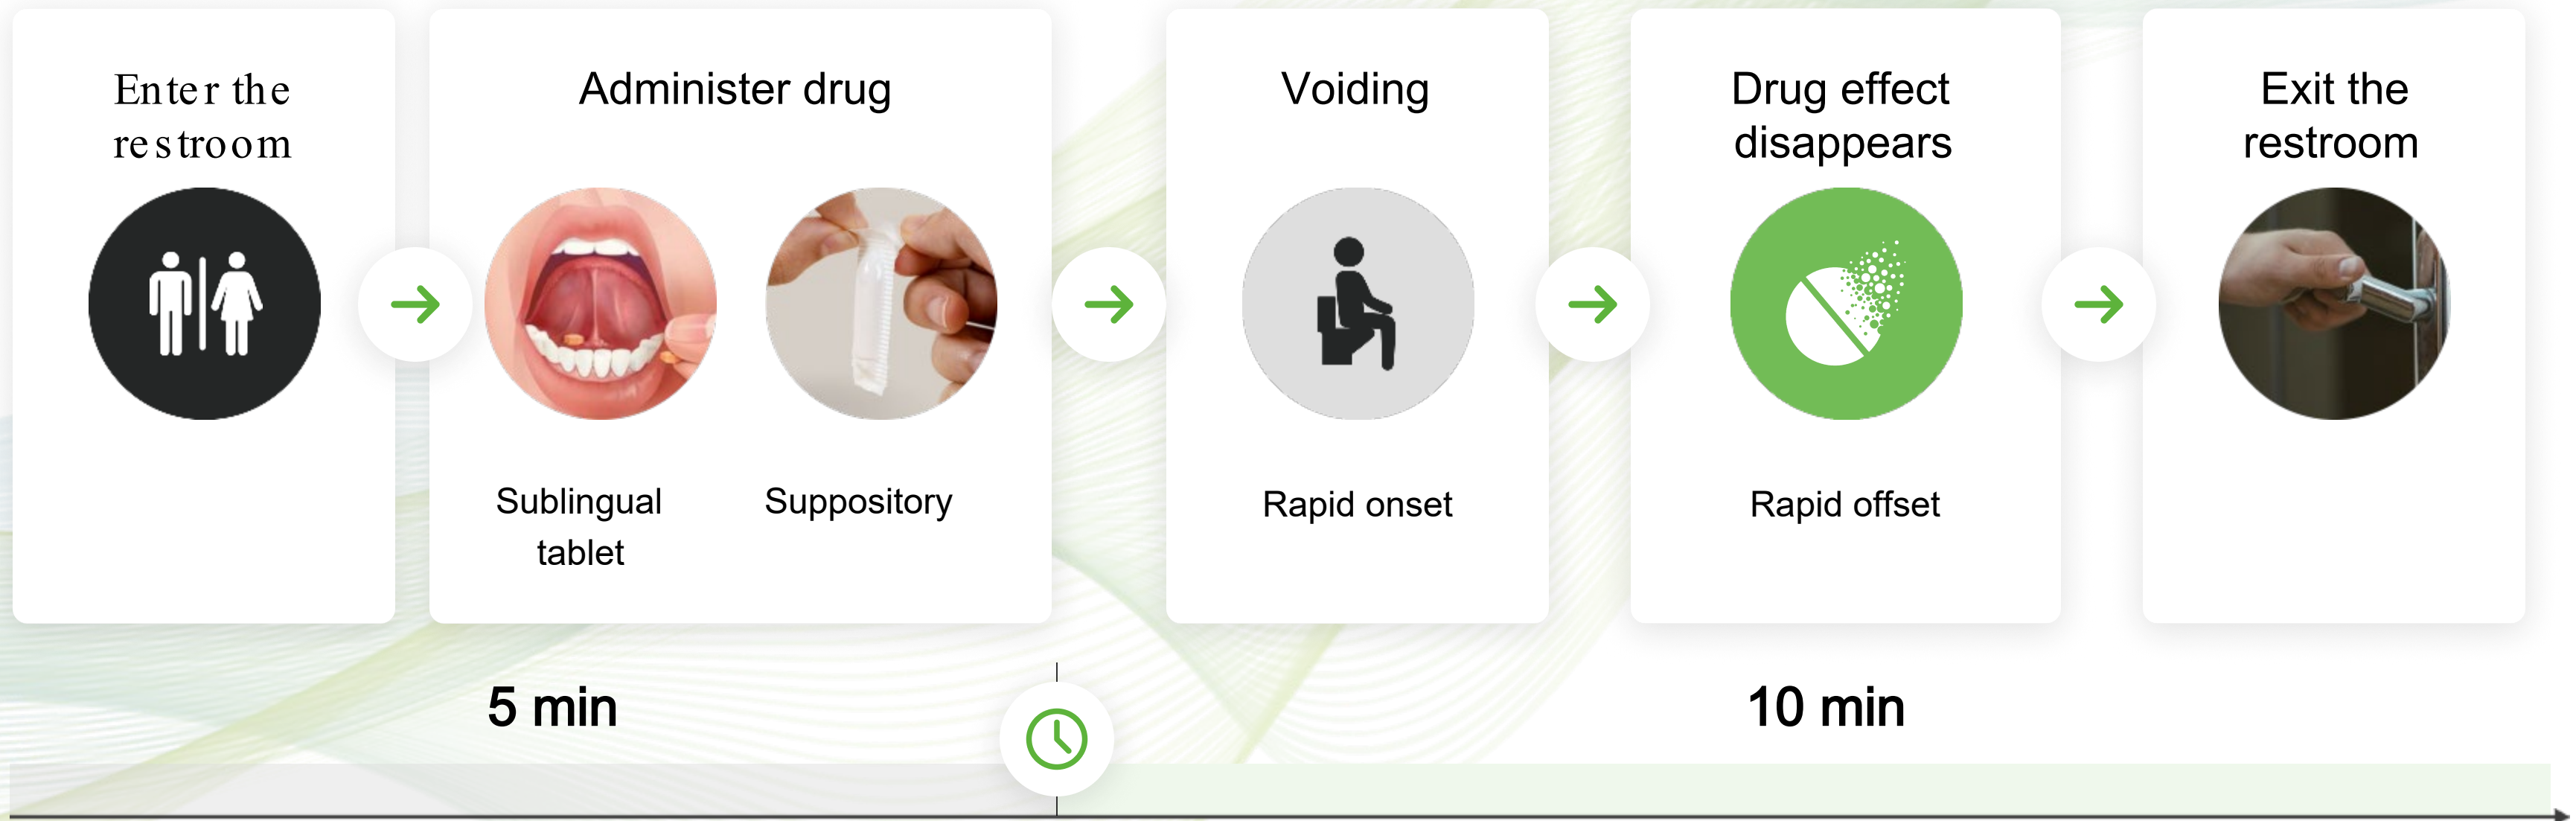 Enter the
restroom
Administer drug
Sublingual
tablet
Suppository
Voiding
Rapid onset
Drug effect
disappears
Rapid offset
Exit the
restroom
5 min
10 min